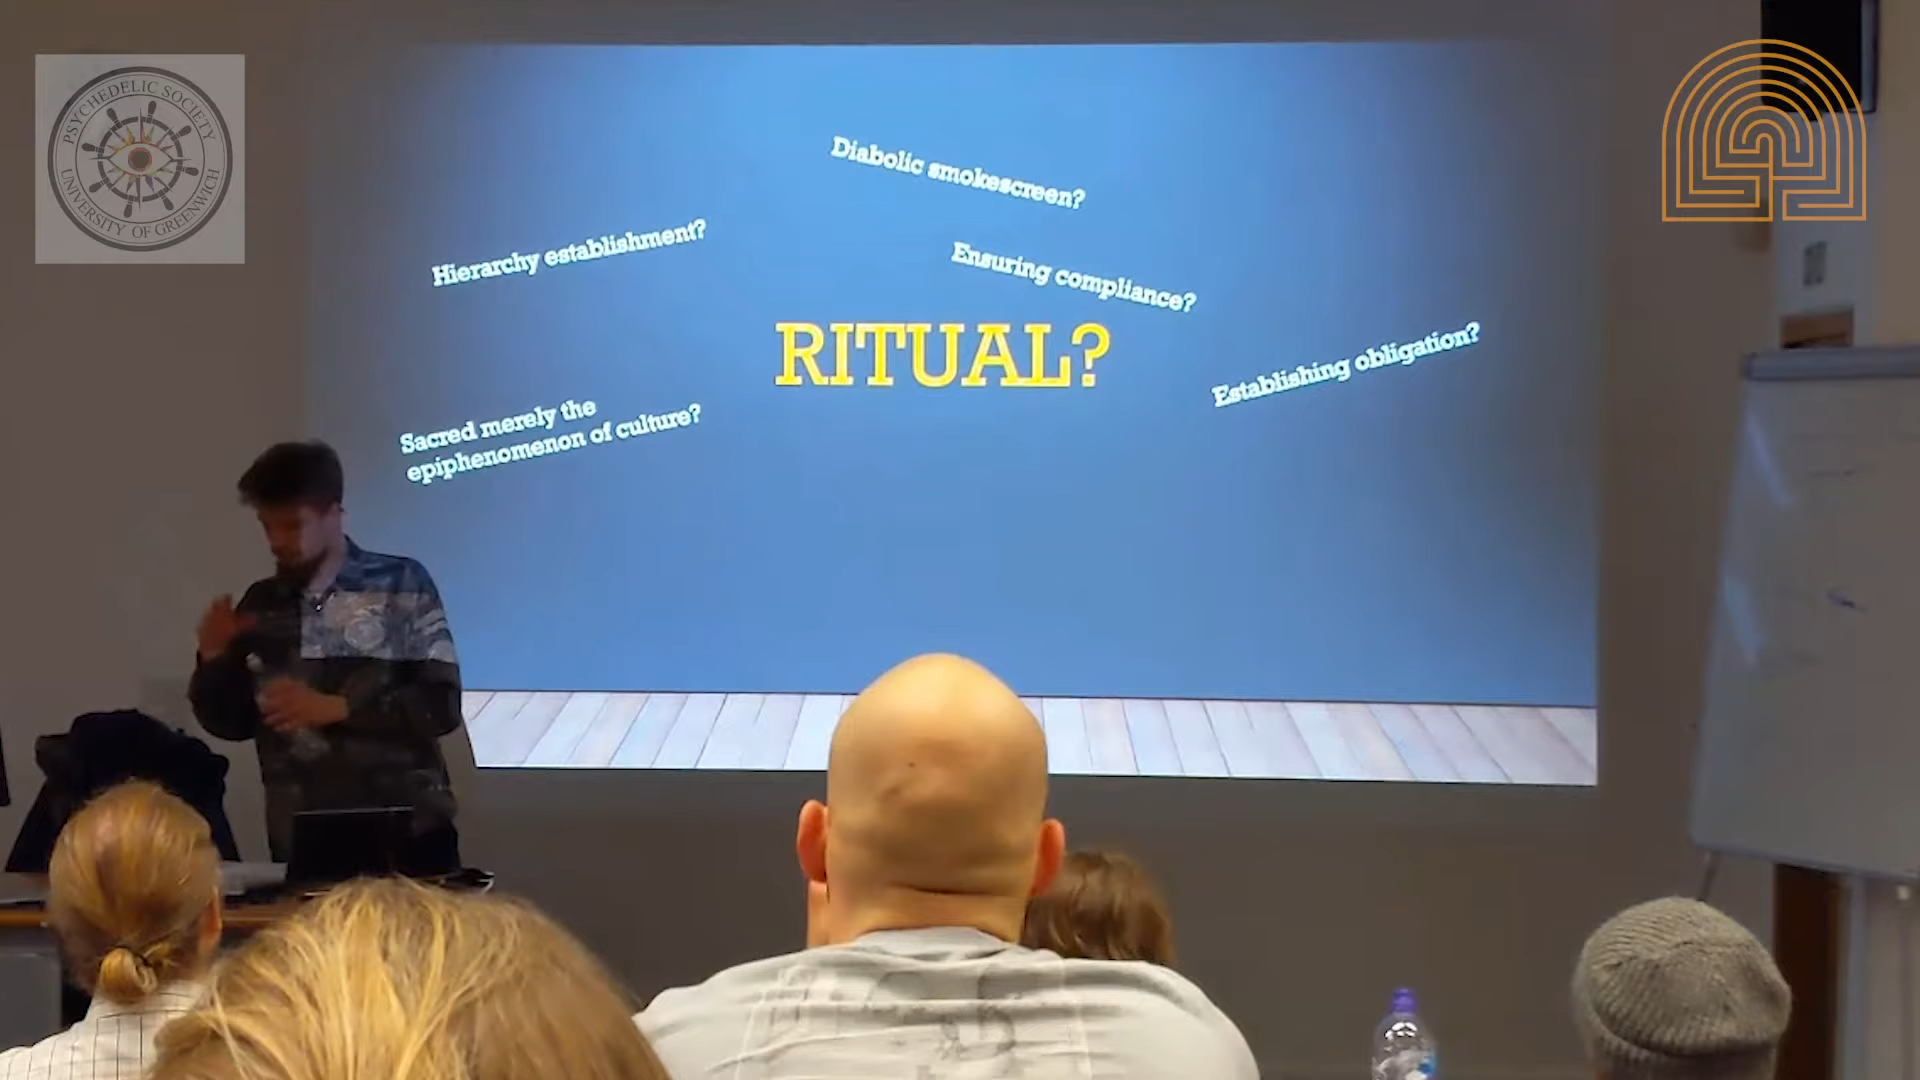 PSYCHEDELIC SOCIETY
UNIVERSITY OF GREENWICH
Diabolic smokescreen?
Hierarchy establishment?
Ensuring compliance?
RITUAL?
Establishing obligation?
Sacred merely the
epiphenomenon of culture?